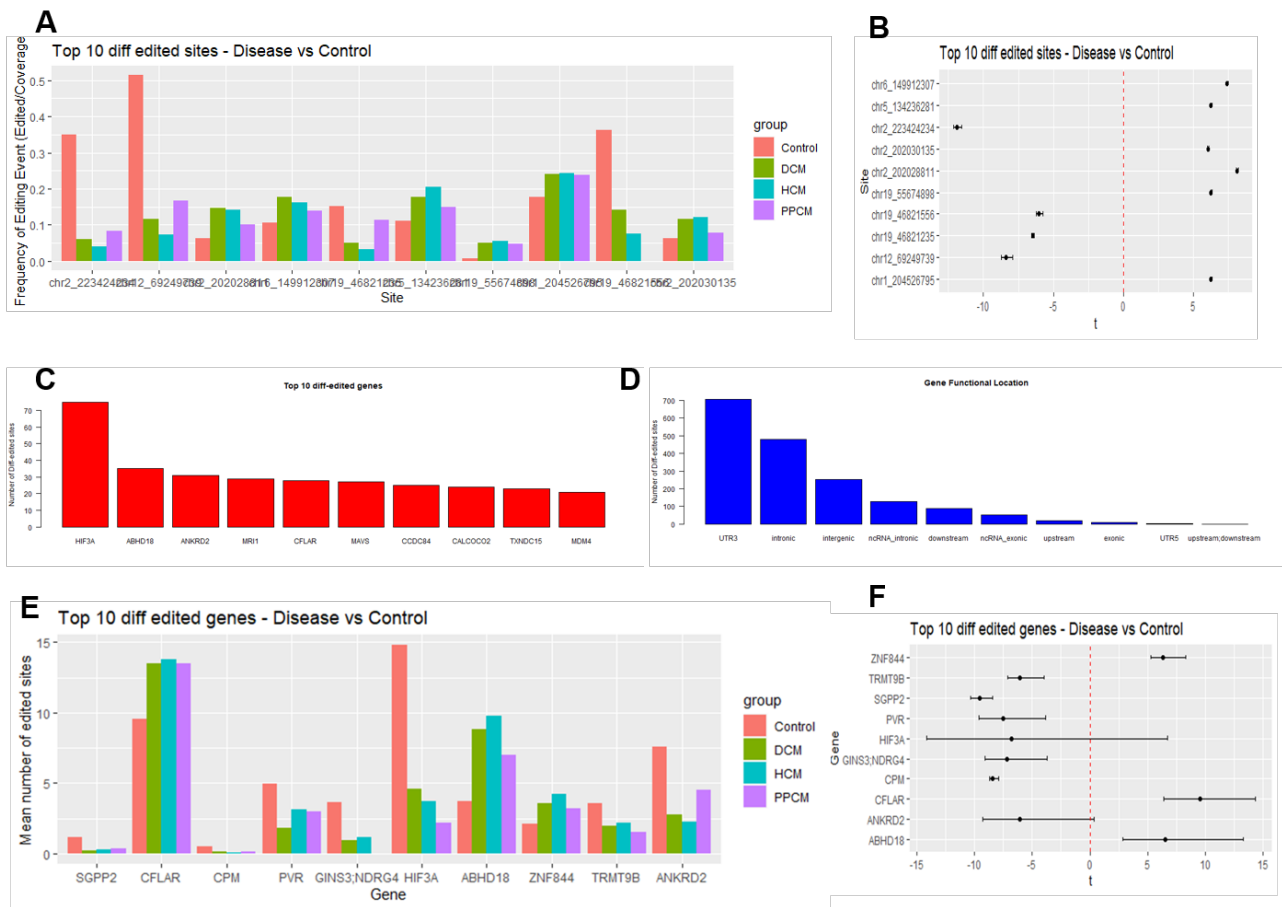 A
Top 10 diff edited sites - Disease vs Control
Frequency of Editing Event (Edited/Coverage
0.5
0.4
0.3
0.2
0.1
0.0
Site
group
Control
DCM
HCM
PPCM
B
Top 10 diff edited sites - Disease vs Control
Site
chr6_149912307
chr5_134236281
chr2_223424234
chr2_202030135
chr2_202028811
chr19_55674898
chr19_46821556
chr19_46821235
chr12_69249739
chr1_204526795
-10 -5 0 5
t
C
Top 10 diff-edited genes
Number of Diff-edited sites
70
60
50
40
30
20
10
0
HIF3A ABHD18 ANKRD2 MRI1 CFLAR MAVS CCDC84 CALCOCO2 TXNDC15 MDM4
D
Gene Functional Location
Number of Diff-edited sites
700
600
500
400
300
200
100
0
UTR3 intronic intergenic ncRNA_intronic downstream ncRNA_exonic upstream exonic UTR5 upstream;downstream
E
Top 10 diff edited genes - Disease vs Control
Mean number of edited sites
15
10
5
0
SGPP2 CFLAR CPM PVR GINS3;NDRG4 HIF3A ABHD18 ZNF844 TRMT9B ANKRD2
Gene
group
Control
DCM
HCM
PPCM
F
Top 10 diff edited genes - Disease vs Control
Gene
ZNF844
TRMT9B
SGPP2
PVR
HIF3A
GINS3;NDRG4
CPM
CFLAR
ANKRD2
ABHD18
-15 -10 -5 0 5 10 15
t